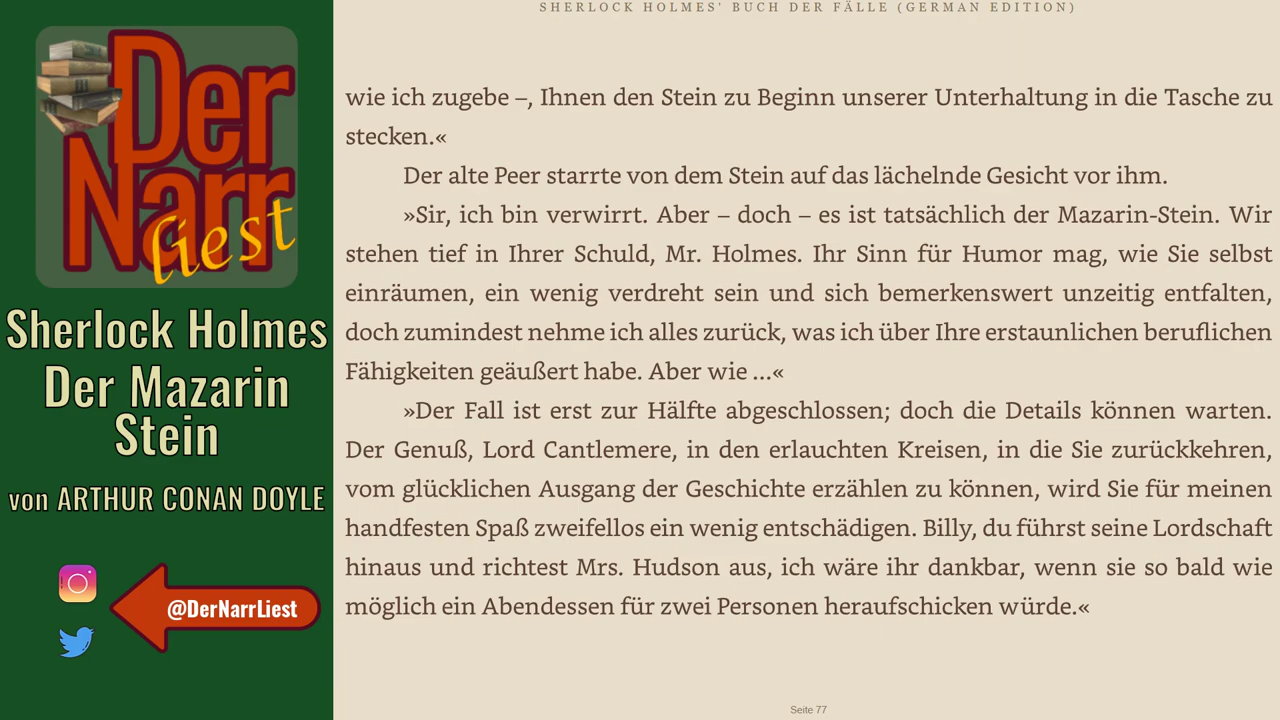 Der
Narr
liest
Sherlock Holmes
Der Mazarin
Stein
von ARTHUR CONAN DOYLE
@DerNarrLiest
SHERLOCK HOLMES' BUCH DER FÄLLE (GERMAN EDITION)
wie ich zugebe –, Ihnen den Stein zu Beginn unserer Unterhaltung in die Tasche zu
stecken.«
Der alte Peer starrte von dem Stein auf das lächelnde Gesicht vor ihm.
»Sir, ich bin verwirrt. Aber – doch – es ist tatsächlich der Mazarin-Stein. Wir
stehen tief in Ihrer Schuld, Mr. Holmes. Ihr Sinn für Humor mag, wie Sie selbst
einräumen, ein wenig verdreht sein und sich bemerkenswert unzeitig entfalten,
doch zumindest nehme ich alles zurück, was ich über Ihre erstaunlichen beruflichen
Fähigkeiten geäußert habe. Aber wie ...«
»Der Fall ist erst zur Hälfte abgeschlossen; doch die Details können warten.
Der Genuß, Lord Cantlemere, in den erlauchten Kreisen, in die Sie zurückkehren,
vom glücklichen Ausgang der Geschichte erzählen zu können, wird Sie für meinen
handfesten Spaß zweifellos ein wenig entschädigen. Billy, du führst seine Lordschaft
hinaus und richtest Mrs. Hudson aus, ich wäre ihr dankbar, wenn sie so bald wie
möglich ein Abendessen für zwei Personen heraufschicken würde.«
Seite 77